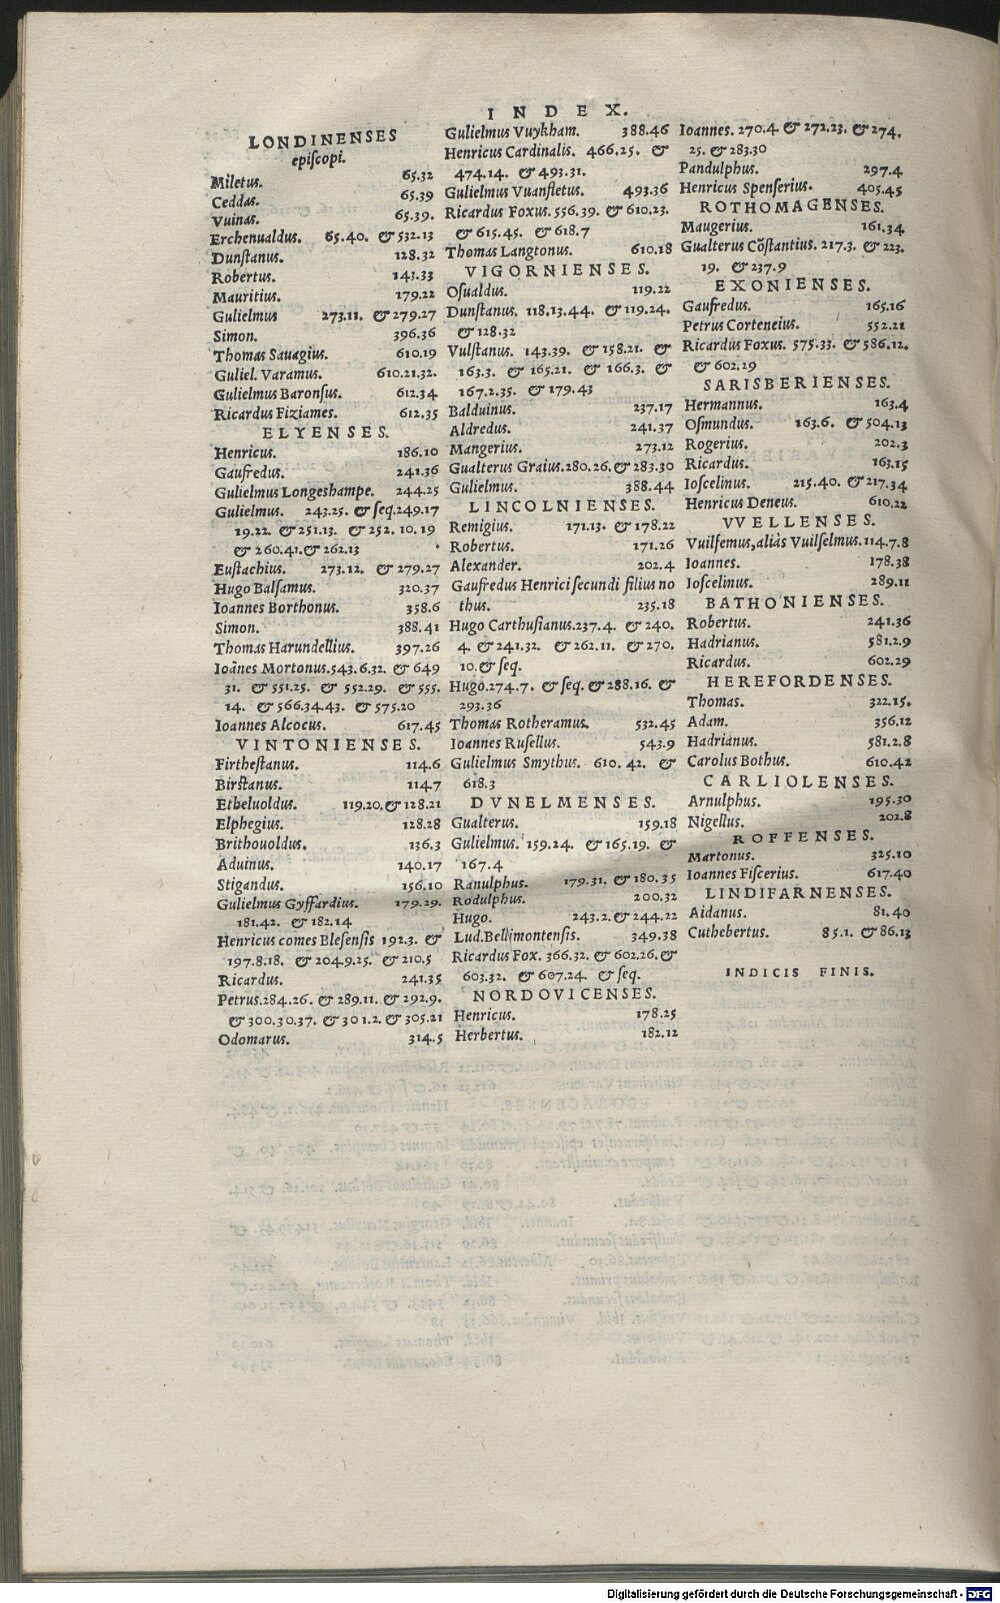 INDEX.
LONDINENSES
epiſcopi.
Miletus. 65.32
Ceddas. 65.39
Vuinas. 65.39.
Erchenualdus. 65.40. & 532.13
Dunſtanus. 128.32
Robertus. 143.33
Mauritius. 179.22
Gulielmus 273.11. & 279.27
Simon. 396.36
Thomas Sauagius. 610.19
Guliel. Varamus. 610.21.32.
Gulielmus Baronſus. 612.34
Ricardus Fiziames. 612.35
ELYENSES.
Henricus. 186.10
Gaufredus. 241.36
Gulielmus Longeshampe. 244.25
Gulielmus. 243.25. & ſeq.249.17
19.22. & 251.13. & 252.10.19
& 260.41.& 262.13
Euſtachius. 273.12. & 279.27
Hugo Balſamus. 320.37
Ioannes Borthonus. 358.6
Simon. 388.41
Thomas Harundellius. 397.26
Ioānes Mortonus.543.6.32. & 649
31. & 551.25. & 552.29. & 555.
14. & 566.34.43. & 575.20
Ioannes Alcocus. 617.45
VINTONIENSES.
Firtheſtanus. 114.6
Birſtanus. 114.7
Etheluoldus. 119.20.& 128.21
Elphegius. 128.28
Brithouoldus. 136.3
Aduinus. 140.17
Stigandus. 156.10
Gulielmus Gyffardius. 179.29.
181.42. & 182.14
Henricus comes Bleſenſis 192.3. &
197.8.18. & 204.9.25. & 210.5
Ricardus. 241.35
Petrus.284.26. & 289.11. & 292.9.
& 300.30.37. & 301.2. & 305.21
Odomarus. 314.5
Gulielmus Vuykham. 388.46
Henricus Cardinalis. 466.25. &
474.14. & 493.31.
Gulielmus Vuanfletus. 493.36
Ricardus Foxus. 556.39. & 610.23.
& 615.45. & 618.7
Thomas Langtonus. 610.18
VIGORNIENSES.
Oſualdus. 119.22
Dunſtanus. 118.13.44. & 119.24.
& 128.32
Vulſtanus. 143.39. & 158.21. &
163.3. & 165.21. & 166.3. &
167.2.35. & 179.43
Balduinus. 237.17
Aldredus. 241.37
Mangerius. 273.12
Gualterus Graius.280.26.& 283.30
Gulielmus. 388.44
LINCOLNIENSES.
Remigius. 171.13. & 178.22
Robertus. 171.26
Alexander. 202.4
Gaufredus Henrici ſecundi filius no
thus. 235.18
Hugo Carthuſianus.237.4. & 240.
4. & 241.32. & 262.11. & 270.
10.& ſeq.
Hugo.274.7. & ſeq. & 288.16. &
293.36
Thomas Rotheramus. 532.45
Ioannes Ruſellus. 543.9
Gulielmus Smythus. 610.42. &
618.3
DVNELMENSES.
Gualterus. 159.18
Gulielmus. 159.24. & 165.19. &
167.4
Ranulphus. 179.31. & 180.35
Rodulphus. 200.32
Hugo. 243.2.& 244.22
Lud.Bellimontenſis. 349.38
Ricardus Fox. 366.32. & 602.26.&
603.32. & 607.24. & ſeq.
NORDOVICENSES.
Henricus. 178.25
Herbertus. 182.12
Ioannes. 270.4. & 272.23. & 274.
25. & 283.30
Pandulphus. 297.4
Henricus Spenſerius. 405.45
ROTHOMAGENSES.
Maugerius. 161.34
Gualterus Cōſtantius. 217.3. & 223.
19. & 237.9
EXONIENSES.
Gaufredus. 165.16
Petrus Corteneius. 552.21
Ricardus Foxus. 575.33. & 586.12.
& 602.29
SARISBERIENSES.
Hermannus. 163.4
Oſmundus. 163.6. & 504.13
Rogerius. 202.3
Ricardus. 163.15
Ioſcelinus. 215.40. & 217.34
Henricus Deneus. 610.22
VVELLENSES.
Vuilfemus,aliàs Vuilſelmus.114.7.8
Ioannes. 178.38
Ioſcelinus. 289.11
BATHONIENSES.
Robertus. 241.36
Hadrianus. 581.2.9
Ricardus. 602.29
HEREFORDENSES.
Thomas. 322.15.
Adam. 356.12
Hadrianus. 581.2.8
Carolus Bothus. 610.42
CARLIOLENSES.
Arnulphus. 195.30
Nigellus. 202.8
ROFFENSES.
Martonus. 325.10
Ioannes Fiſcerius. 617.40
LINDIFARNENSES.
Aidanus. 81.40
Cuthebertus. 85.1. & 86.13
INDICIS FINIS.
Digitalisierung gefördert durch die Deutsche Forschungsgemeinschaft - DFG